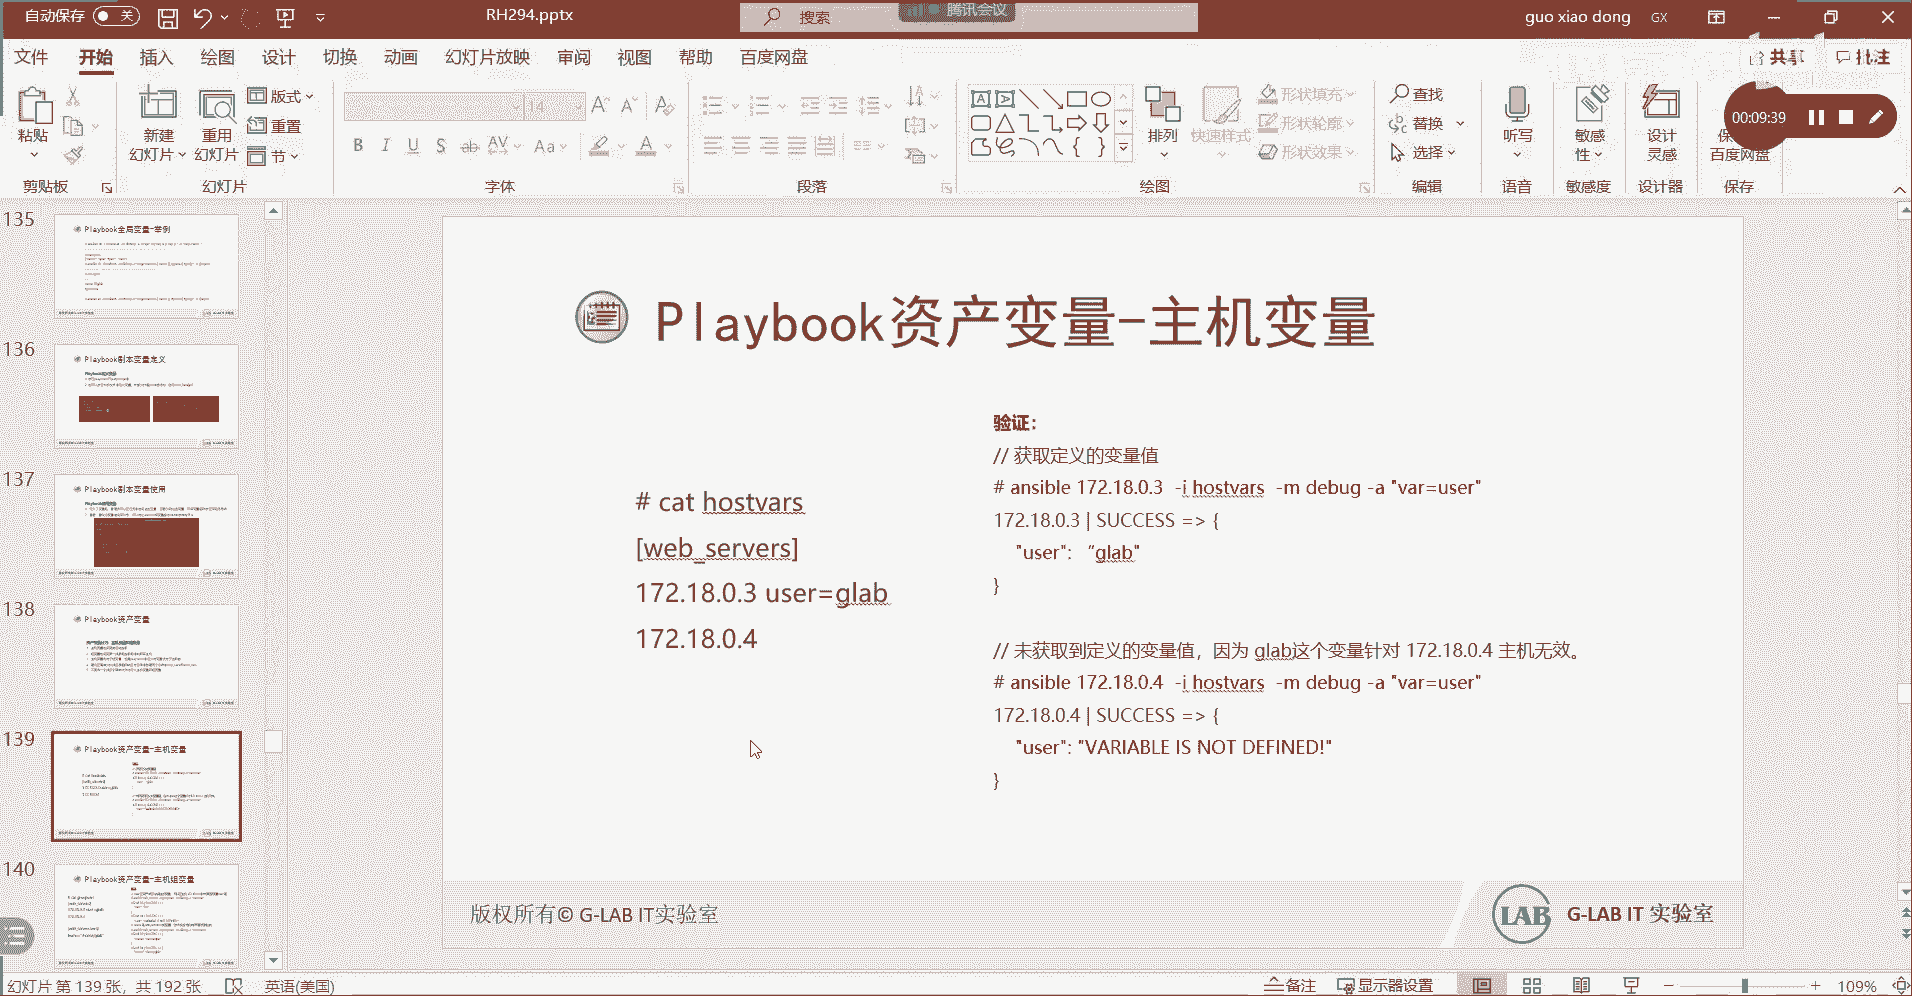 自动保存 关
RH294.pptx
搜索
腾讯会议
guo xiao dong GX
文件 开始 插入 绘图 设计 切换 动画 幻灯片放映 审阅 视图 帮助 百度网盘
共享 批注
粘贴
新建
幻灯片
重用
幻灯片
版式
重置
节
14
B I U S ab AV Aa A
排列
快速样式
形状填充
形状轮廓
形状效果
查找
替换
选择
听写
敏感
性
设计
灵感
百度网盘
00:09:39
剪贴板 幻灯片 字体 段落 绘图 编辑 语音 敏感度 设计器 保存
135
Playbook全局变量-举例
136
Playbook剧本变量定义
137
Playbook剧本变量使用
138
Playbook资产变量
139
Playbook资产变量-主机变量
140
Playbook资产变量-主机组变量
Playbook资产变量-主机变量
# cat hostvars
[web_servers]
172.18.0.3 user=glab
172.18.0.4
验证：
// 获取定义的变量值
# ansible 172.18.0.3 -i hostvars -m debug -a "var=user"
172.18.0.3 | SUCCESS => {
"user": "glab"
}
// 未获取到定义的变量值，因为 glab这个变量针对 172.18.0.4 主机无效。
# ansible 172.18.0.4 -i hostvars -m debug -a "var=user"
172.18.0.4 | SUCCESS => {
"user": "VARIABLE IS NOT DEFINED!"
}
版权所有© G-LAB IT实验室
LAB G-LAB IT 实验室
幻灯片 第 139 张，共 192 张 英语(美国)
备注 显示器设置 109%